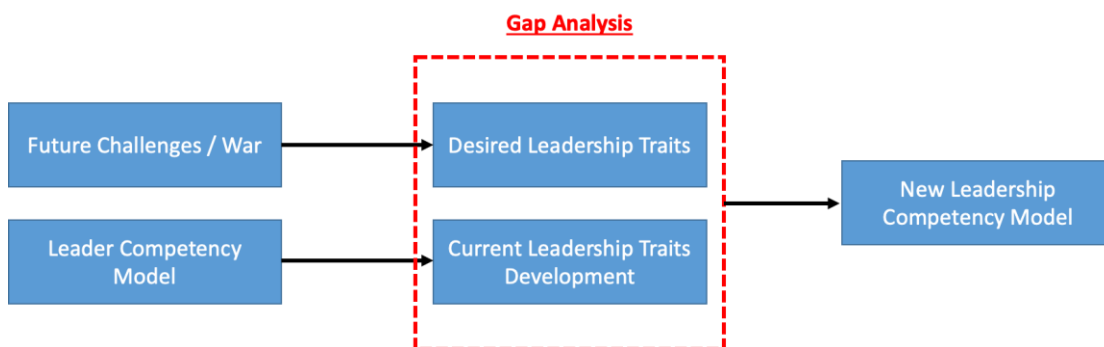 Gap Analysis
Future Challenges / War
Desired Leadership Traits
New Leadership
Competency Model
Leader Competency
Model
Current Leadership Traits
Development